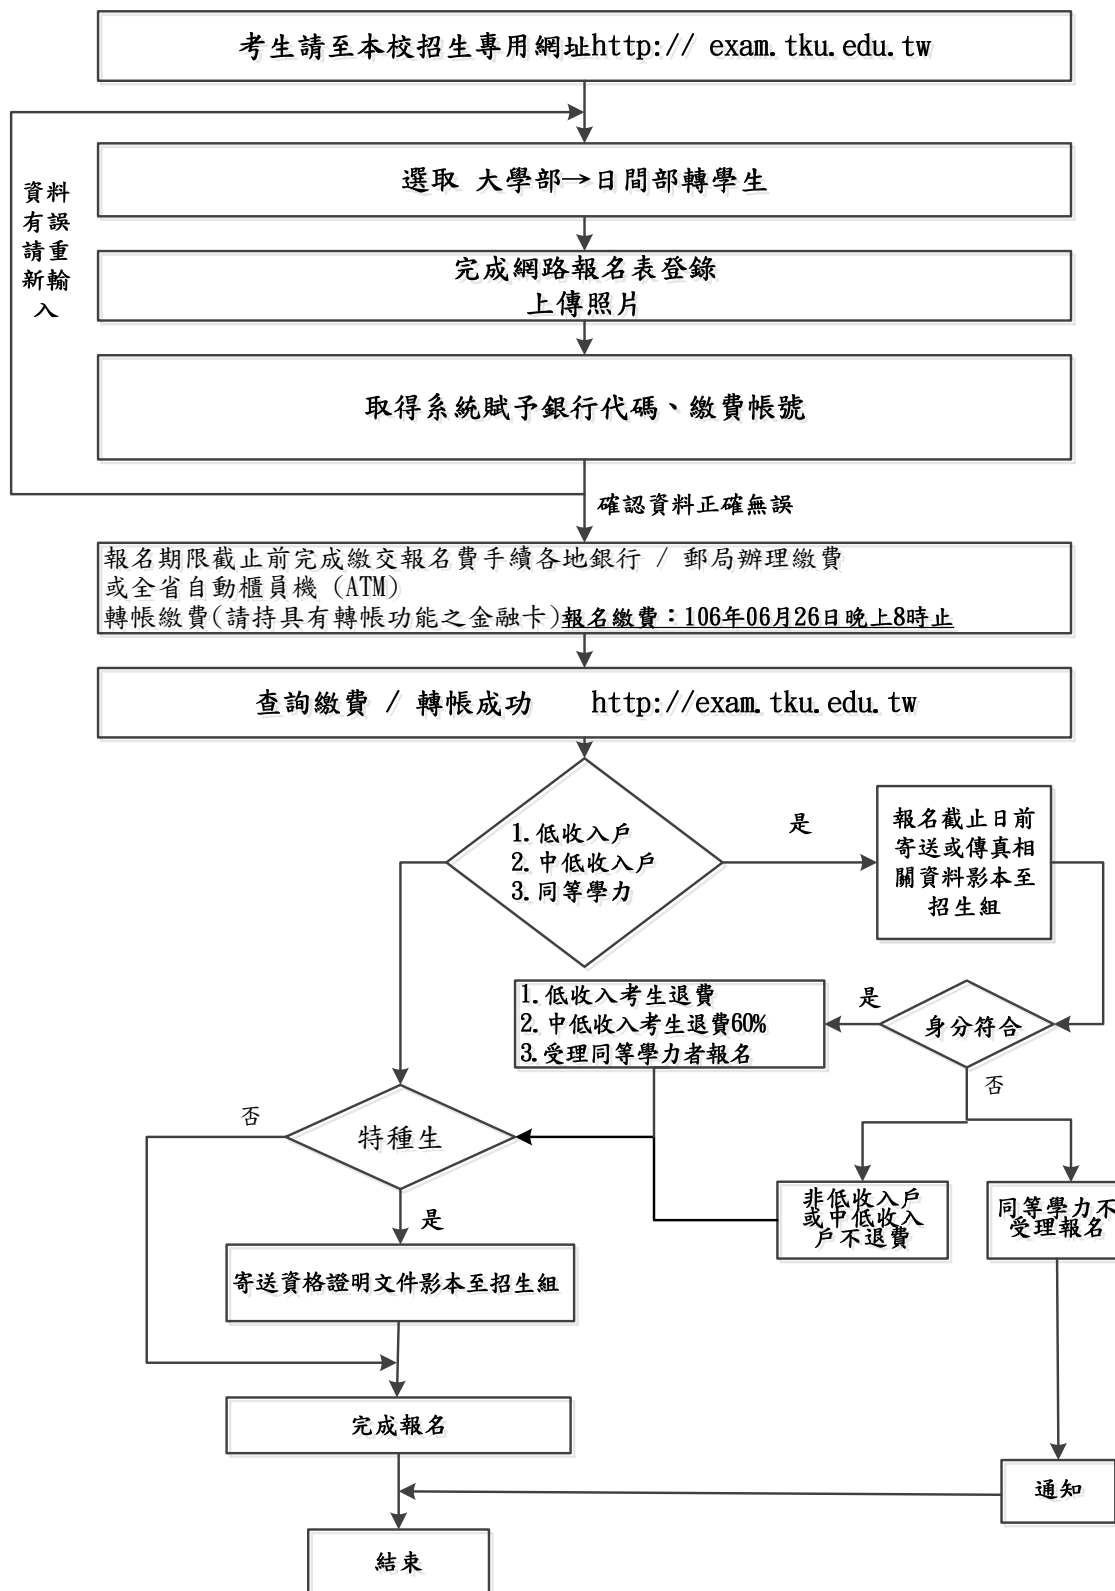 考生請至本校招生專用網址http:// exam.tku.edu.tw
選取 大學部→日間部轉學生
資料
有誤
請重
新輸
入
完成網路報名表登錄
上傳照片
取得系統賦予銀行代碼、繳費帳號
確認資料正確無誤
報名期限截止前完成繳交報名費手續各地銀行 / 郵局辦理繳費
或全省自動櫃員機 (ATM)
轉帳繳費(請持具有轉帳功能之金融卡)報名繳費：106年06月26日晚上8時止
查詢繳費 / 轉帳成功 http://exam.tku.edu.tw
1.低收入戶
2.中低收入戶
3.同等學力
是
報名截止日前
寄送或傳真相
關資料影本至
招生組
身分符合
是
1.低收入考生退費
2.中低收入考生退費60%
3.受理同等學力者報名
否
非低收入戶
或中低收入
戶不退費
同等學力不
受理報名
特種生
否
是
寄送資格證明文件影本至招生組
完成報名
通知
結束